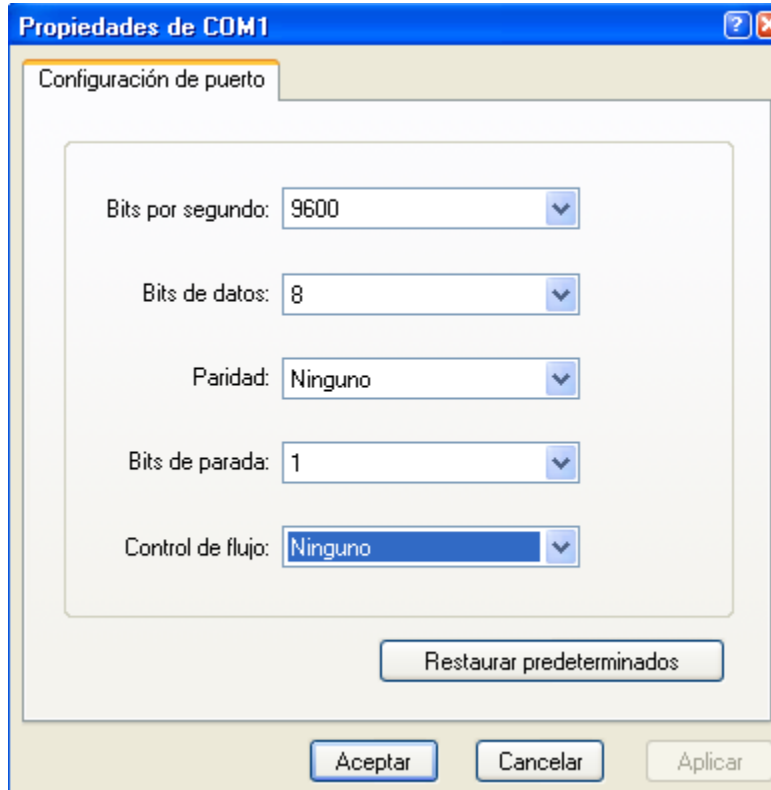 Propiedades de COM1
Configuración de puerto
Bits por segundo: 9600
Bits de datos: 8
Paridad: Ninguno
Bits de parada: 1
Control de flujo: Ninguno
Restaurar predeterminados
Aceptar Cancelar Aplicar